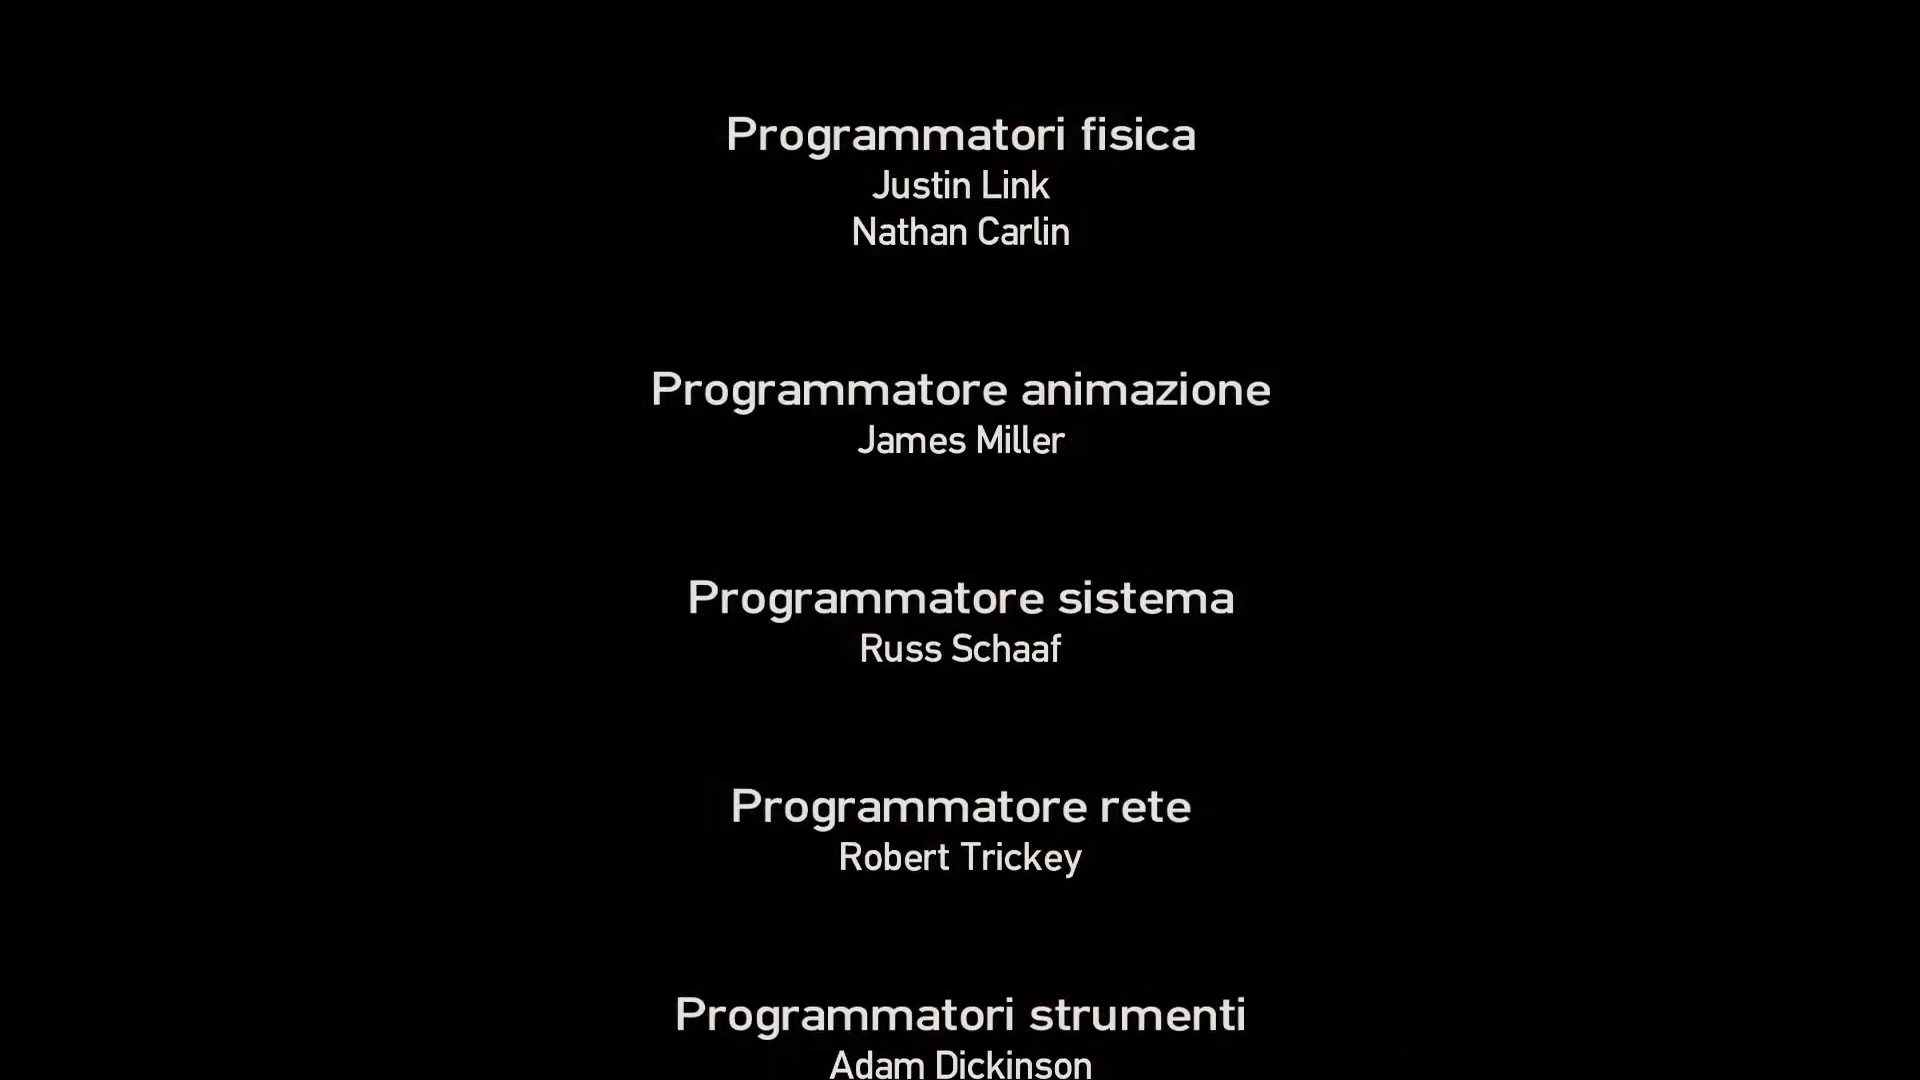 Programmatori fisica
Justin Link
Nathan Carlin
Programmatore animazione
James Miller
Programmatore sistema
Russ Schaaf
Programmatore rete
Robert Trickey
Programmatori strumenti
Adam Dickinson